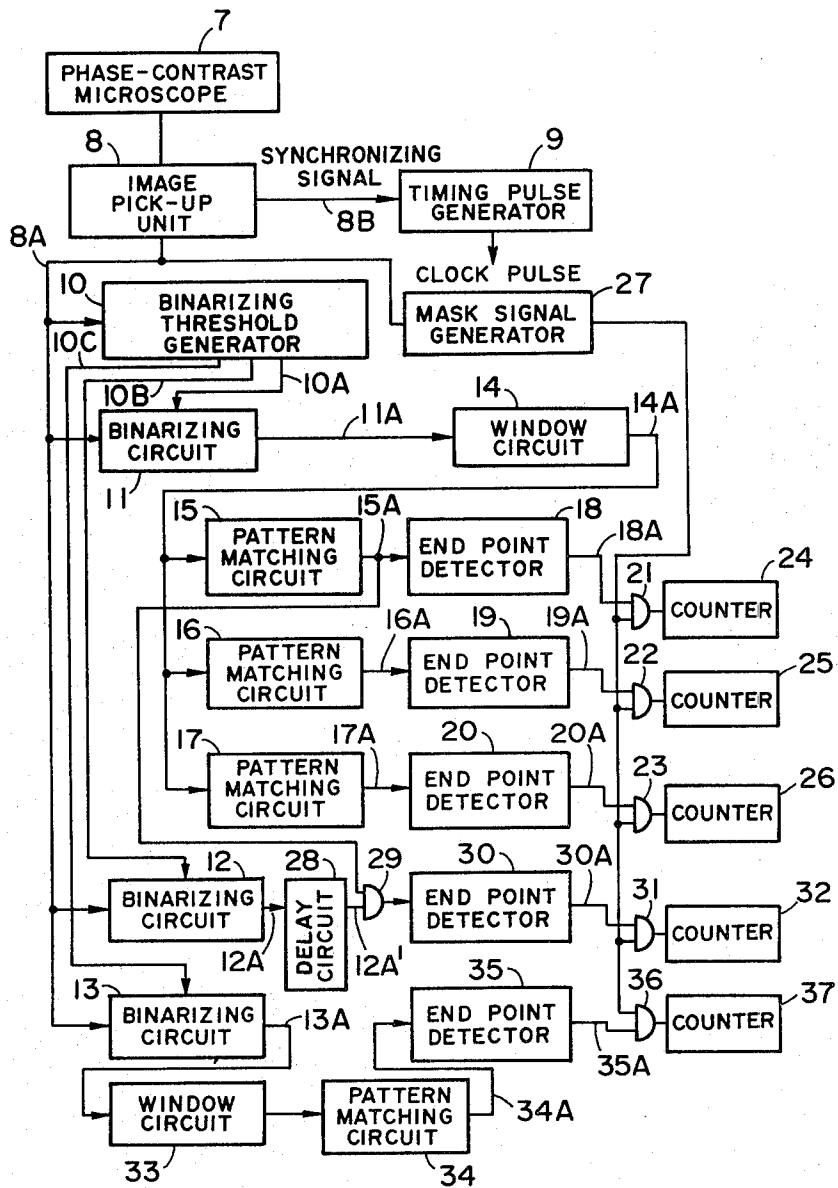 7
PHASE-CONTRAST
MICROSCOPE
8
IMAGE
PICK-UP
UNIT
SYNCHRONIZING
SIGNAL
8B
9
TIMING PULSE
GENERATOR
8A
CLOCK PULSE
10
BINARIZING
THRESHOLD
GENERATOR
27
MASK SIGNAL
GENERATOR
10C
10B
10A
BINARIZING
CIRCUIT
11
11A
14
WINDOW
CIRCUIT
14A
15
PATTERN
MATCHING
CIRCUIT
15A
18
END POINT
DETECTOR
18A
21
24
COUNTER
16
PATTERN
MATCHING
CIRCUIT
16A
19
END POINT
DETECTOR
19A
22
25
COUNTER
17
PATTERN
MATCHING
CIRCUIT
17A
20
END POINT
DETECTOR
20A
23
26
COUNTER
12
BINARIZING
CIRCUIT
12A
28
DELAY
CIRCUIT
12A'
29
30
END POINT
DETECTOR
30A
31
32
COUNTER
13
BINARIZING
CIRCUIT
13A
35
END POINT
DETECTOR
35A
36
37
COUNTER
WINDOW
CIRCUIT
33
PATTERN
MATCHING
CIRCUIT
34
34A